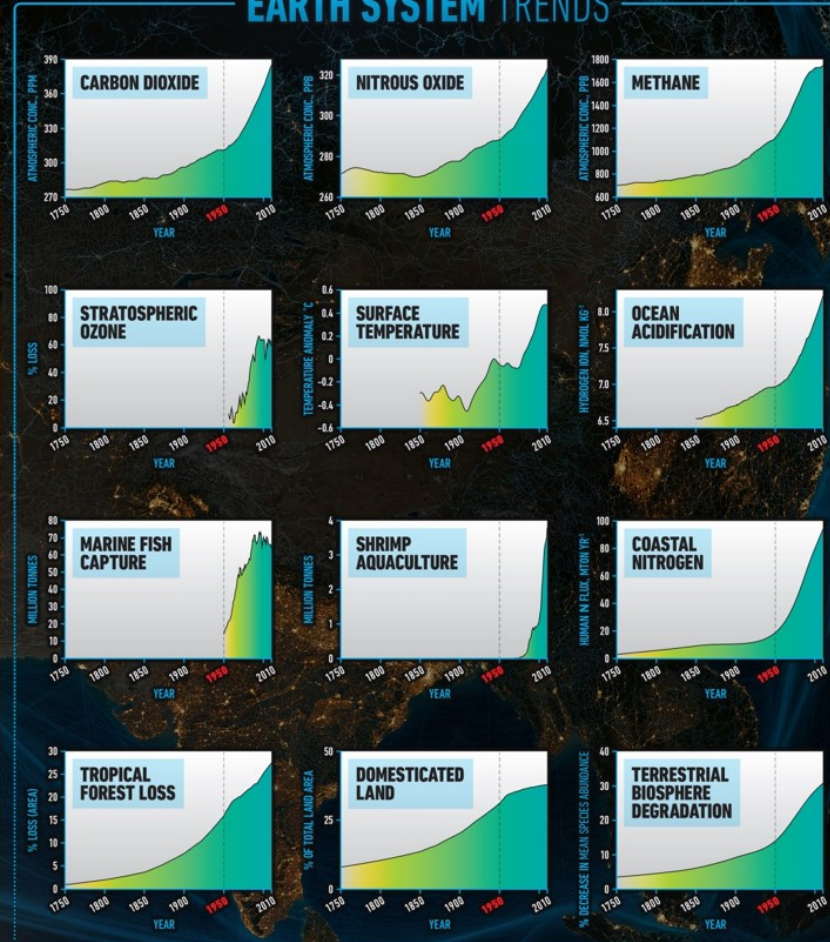 EARTH SYSTEM TRENDS
CARBON DIOXIDE
ATMOSPHERIC CONC., PPM
390
360
330
300
270
1750
1800
1850
1900
1950
2010
YEAR
NITROUS OXIDE
ATMOSPHERIC CONC., PPB
320
300
280
260
1750
1800
1850
1900
1950
2010
YEAR
METHANE
ATMOSPHERIC CONC., PPB
1800
1600
1400
1200
1000
800
600
1750
1800
1850
1900
1950
2010
YEAR
STRATOSPHERIC
OZONE
% LOSS
100
80
60
40
20
0
1750
1800
1850
1900
1950
2010
YEAR
SURFACE
TEMPERATURE
TEMPERATURE ANOMALY °C
0.6
0.4
0.2
0
-0.2
-0.4
-0.6
1750
1800
1850
1900
1950
2010
YEAR
OCEAN
ACIDIFICATION
HYDROGEN ION, NMOL KG-1
8.0
7.5
7.0
6.5
1750
1800
1850
1900
1950
2010
YEAR
MARINE FISH
CAPTURE
MILLION TONNES
80
70
60
50
40
30
20
10
0
1750
1800
1850
1900
1950
2010
YEAR
SHRIMP
AQUACULTURE
MILLION TONNES
4
3
2
1
0
1750
1800
1850
1900
1950
2010
YEAR
COASTAL
NITROGEN
HUMAN N FLUX, MTON YR-1
100
80
60
40
20
0
1750
1800
1850
1900
1950
2010
YEAR
TROPICAL
FOREST LOSS
% LOSS (AREA)
30
25
20
15
10
5
0
1750
1800
1850
1900
1950
2010
YEAR
DOMESTICATED
LAND
% OF TOTAL LAND AREA
50
25
0
1750
1800
1850
1900
1950
2010
YEAR
TERRESTRIAL
BIOSPHERE
DEGRADATION
% DECREASE IN MEAN SPECIES ABUNDANCE
40
30
20
10
0
1750
1800
1850
1900
1950
2010
YEAR